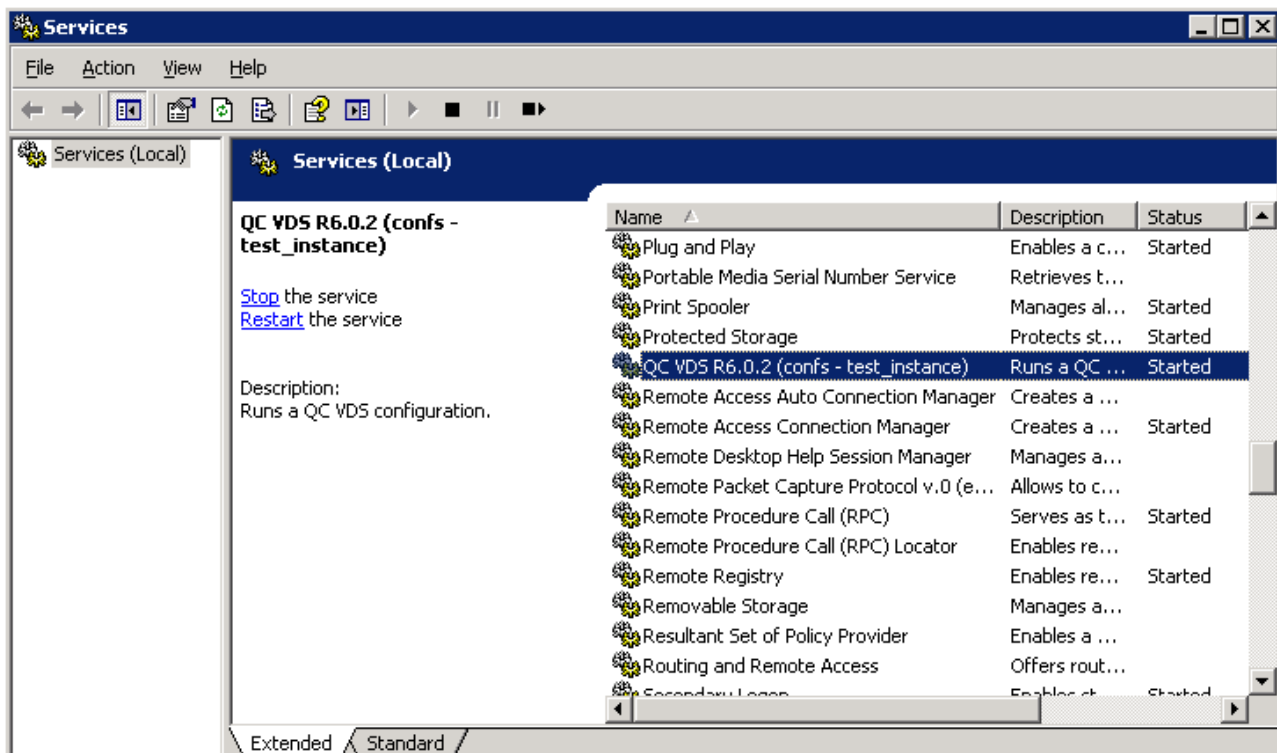 Services
File Action View Help
Services (Local)
Services (Local)
QC VDS R6.0.2 (confs -
test_instance)
Stop the service
Restart the service
Description:
Runs a QC VDS configuration.
Name Description Status
Plug and Play Enables a c... Started
Portable Media Serial Number Service Retrieves t...
Print Spooler Manages al... Started
Protected Storage Protects st... Started
QC VDS R6.0.2 (confs - test_instance) Runs a QC ... Started
Remote Access Auto Connection Manager Creates a ...
Remote Access Connection Manager Creates a ... Started
Remote Desktop Help Session Manager Manages a...
Remote Packet Capture Protocol v.0 (e... Allows to c...
Remote Procedure Call (RPC) Serves as t... Started
Remote Procedure Call (RPC) Locator Enables re...
Remote Registry Enables re... Started
Removable Storage Manages a...
Resultant Set of Policy Provider Enables a ...
Routing and Remote Access Offers rout...
Secondary Logon Enables st... Started
Extended Standard